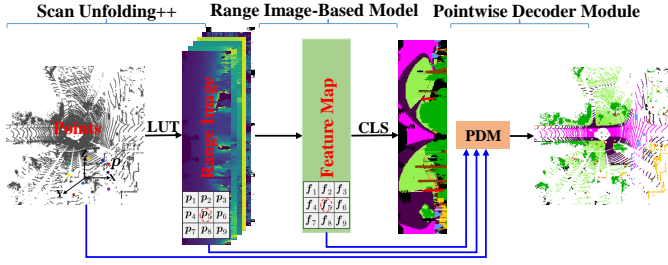 Scan Unfolding++
Range Image-Based Model
Pointwise Decoder Module
Points
P
X
Y
LUT
Range Image
p1 p2 p3
p4 p5 p6
p7 p8 p9
Feature Map
f1 f2 f3
f4 f5 f6
f7 f8 f9
CLS
PDM